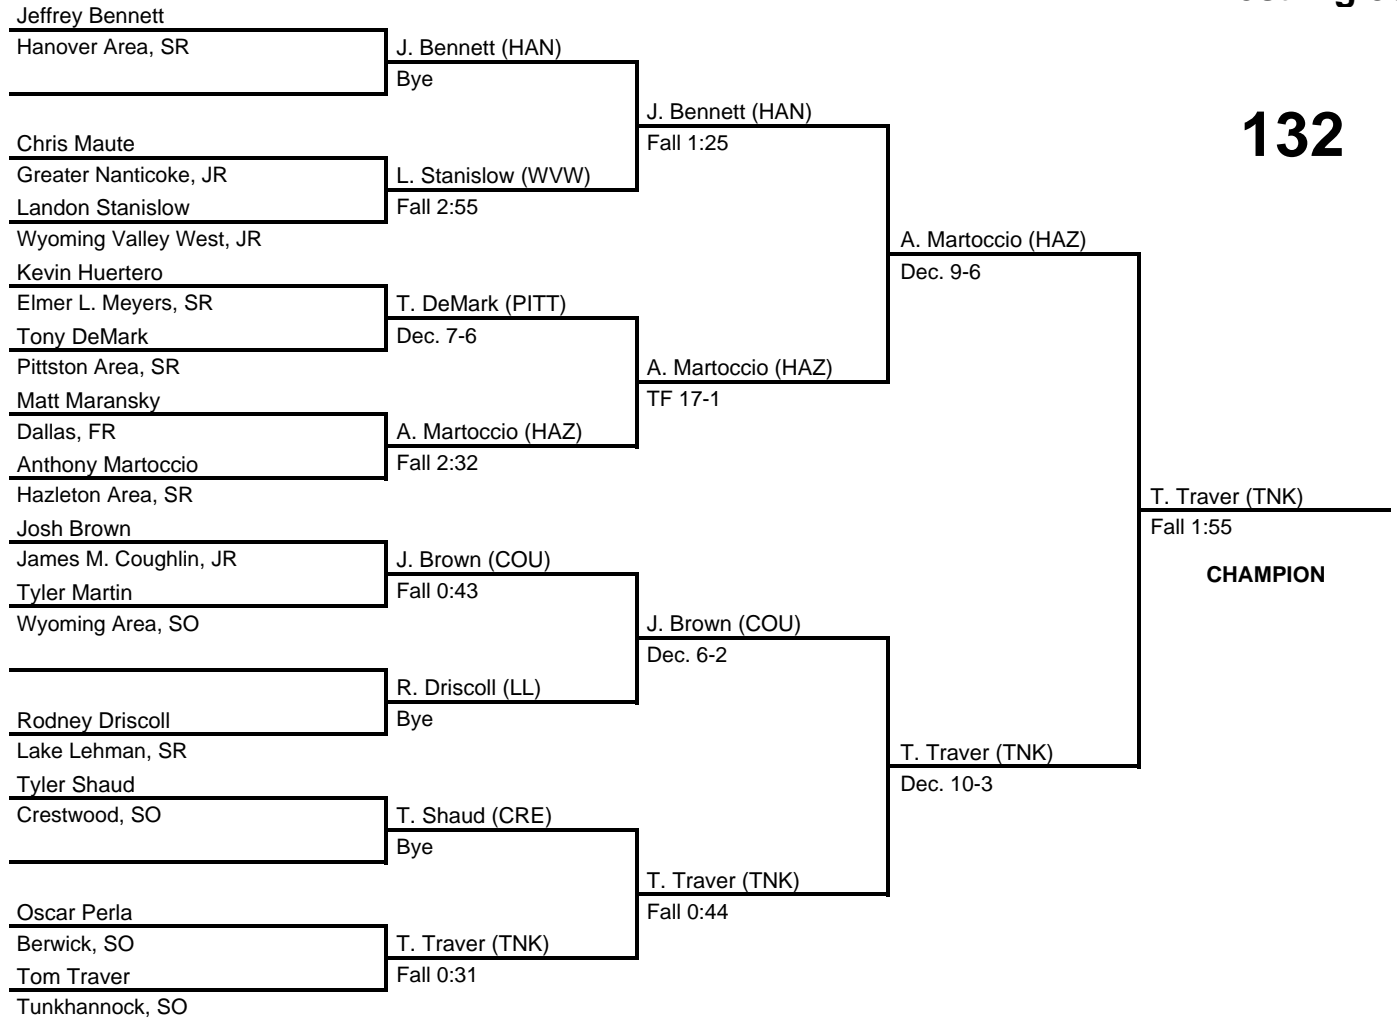 Jeffrey Bennett
Hanover Area, SR
J. Bennett (HAN)
Bye
J. Bennett (HAN)
Fall 1:25
132
Chris Maute
Greater Nanticoke, JR
L. Stanislow (WVW)
Landon Stanislow
Fall 2:55
Wyoming Valley West, JR
A. Martoccio (HAZ)
Dec. 9-6
Kevin Huertero
Elmer L. Meyers, SR
T. DeMark (PITT)
Tony DeMark
Dec. 7-6
Pittston Area, SR
A. Martoccio (HAZ)
TF 17-1
Matt Maransky
Dallas, FR
A. Martoccio (HAZ)
Anthony Martoccio
Fall 2:32
Hazleton Area, SR
T. Traver (TNK)
Fall 1:55
CHAMPION
Josh Brown
James M. Coughlin, JR
J. Brown (COU)
Tyler Martin
Fall 0:43
Wyoming Area, SO
J. Brown (COU)
Dec. 6-2
R. Driscoll (LL)
Rodney Driscoll
Bye
Lake Lehman, SR
T. Traver (TNK)
Dec. 10-3
Tyler Shaud
Crestwood, SO
T. Shaud (CRE)
Bye
T. Traver (TNK)
Fall 0:44
Oscar Perla
Berwick, SO
T. Traver (TNK)
Tom Traver
Fall 0:31
Tunkhannock, SO